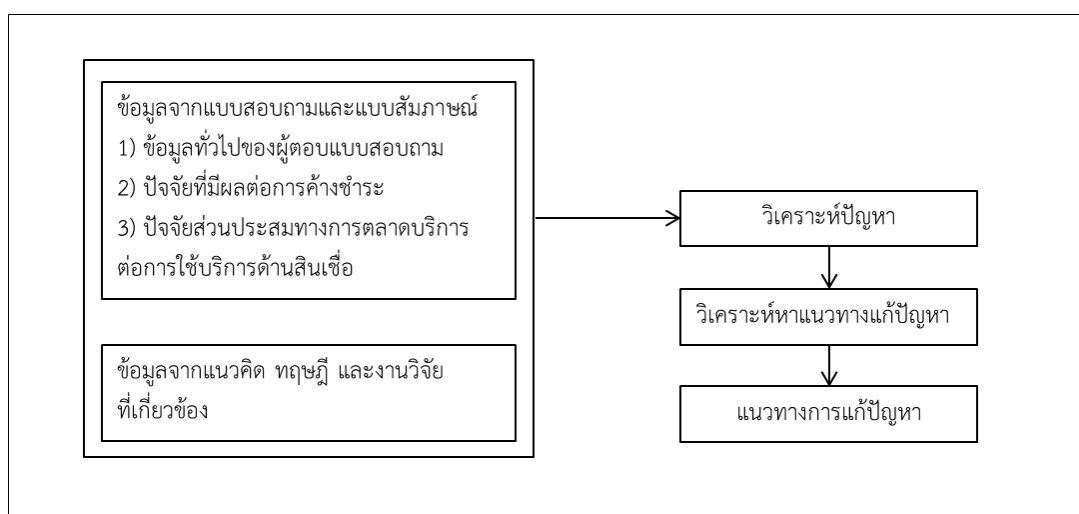 ข้อมูลจากแบบสอบถามและแบบสัมภาษณ์
1) ข้อมูลทั่วไปของผู้ตอบแบบสอบถาม
2) ปัจจัยที่มีผลต่อการค้างชำระ
3) ปัจจัยส่วนประสมทางการตลาดบริการ
ต่อการใช้บริการด้านสินเชื่อ
ข้อมูลจากแนวคิด ทฤษฎี และงานวิจัย
ที่เกี่ยวข้อง
วิเคราะห์ปัญหา
วิเคราะห์หาแนวทางแก้ปัญหา
แนวทางการแก้ปัญหา